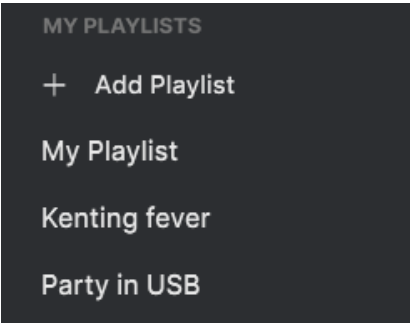 MY PLAYLISTS
+ Add Playlist
My Playlist
Kenting fever
Party in USB